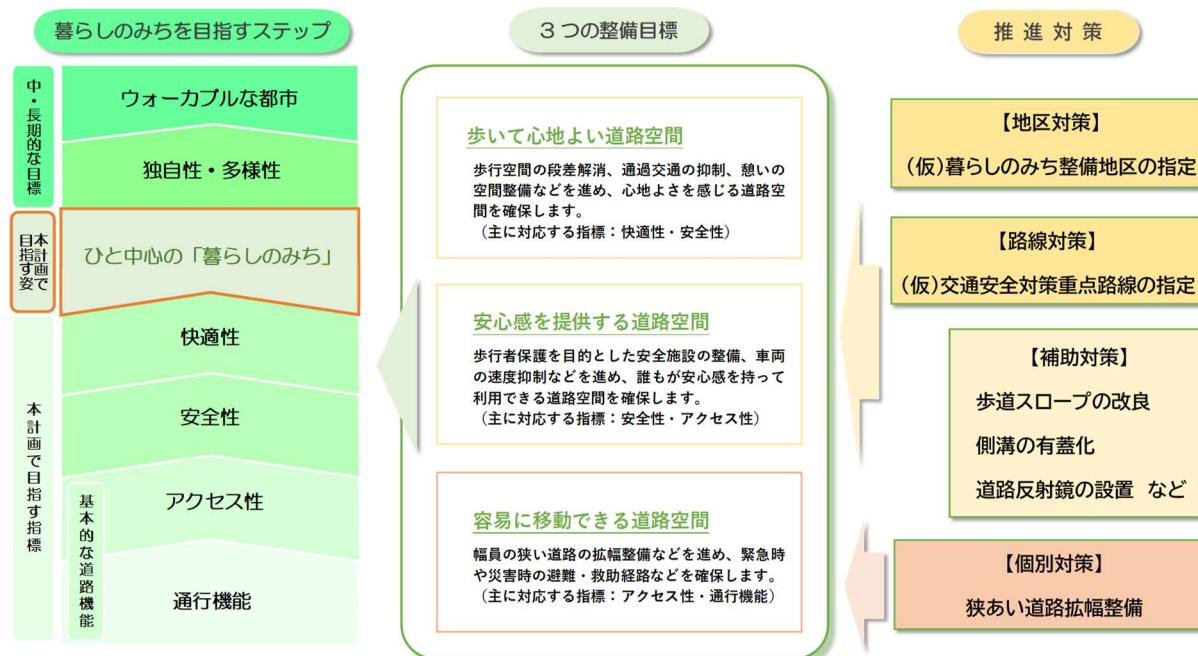 暮らしのみちを目指すステップ
中・長期的な目標
ウォーカブルな都市
独自性・多様性
本計画で
目指す姿
ひと中心の「暮らしのみち」
本計画で目指す指標
快適性
安全性
基本的な道路機能
アクセス性
通行機能
３つの整備目標
歩いて心地よい道路空間
歩行空間の段差解消、通過交通の抑制、憩いの
空間整備などを進め、心地よさを感じる道路空
間を確保します。
（主に対応する指標：快適性・安全性）
安心感を提供する道路空間
歩行者保護を目的とした安全施設の整備、車両
の速度抑制などを進め、誰もが安心感を持って
利用できる道路空間を確保します。
（主に対応する指標：安全性・アクセス性）
容易に移動できる道路空間
幅員の狭い道路の拡幅整備などを進め、緊急時
や災害時の避難・救助経路などを確保します。
（主に対応する指標：アクセス性・通行機能）
推進対策
【地区対策】
（仮）暮らしのみち整備地区の指定
【路線対策】
（仮）交通安全対策重点路線の指定
【補助対策】
歩道スロープの改良
側溝の有蓋化
道路反射鏡の設置 など
【個別対策】
狭あい道路拡幅整備